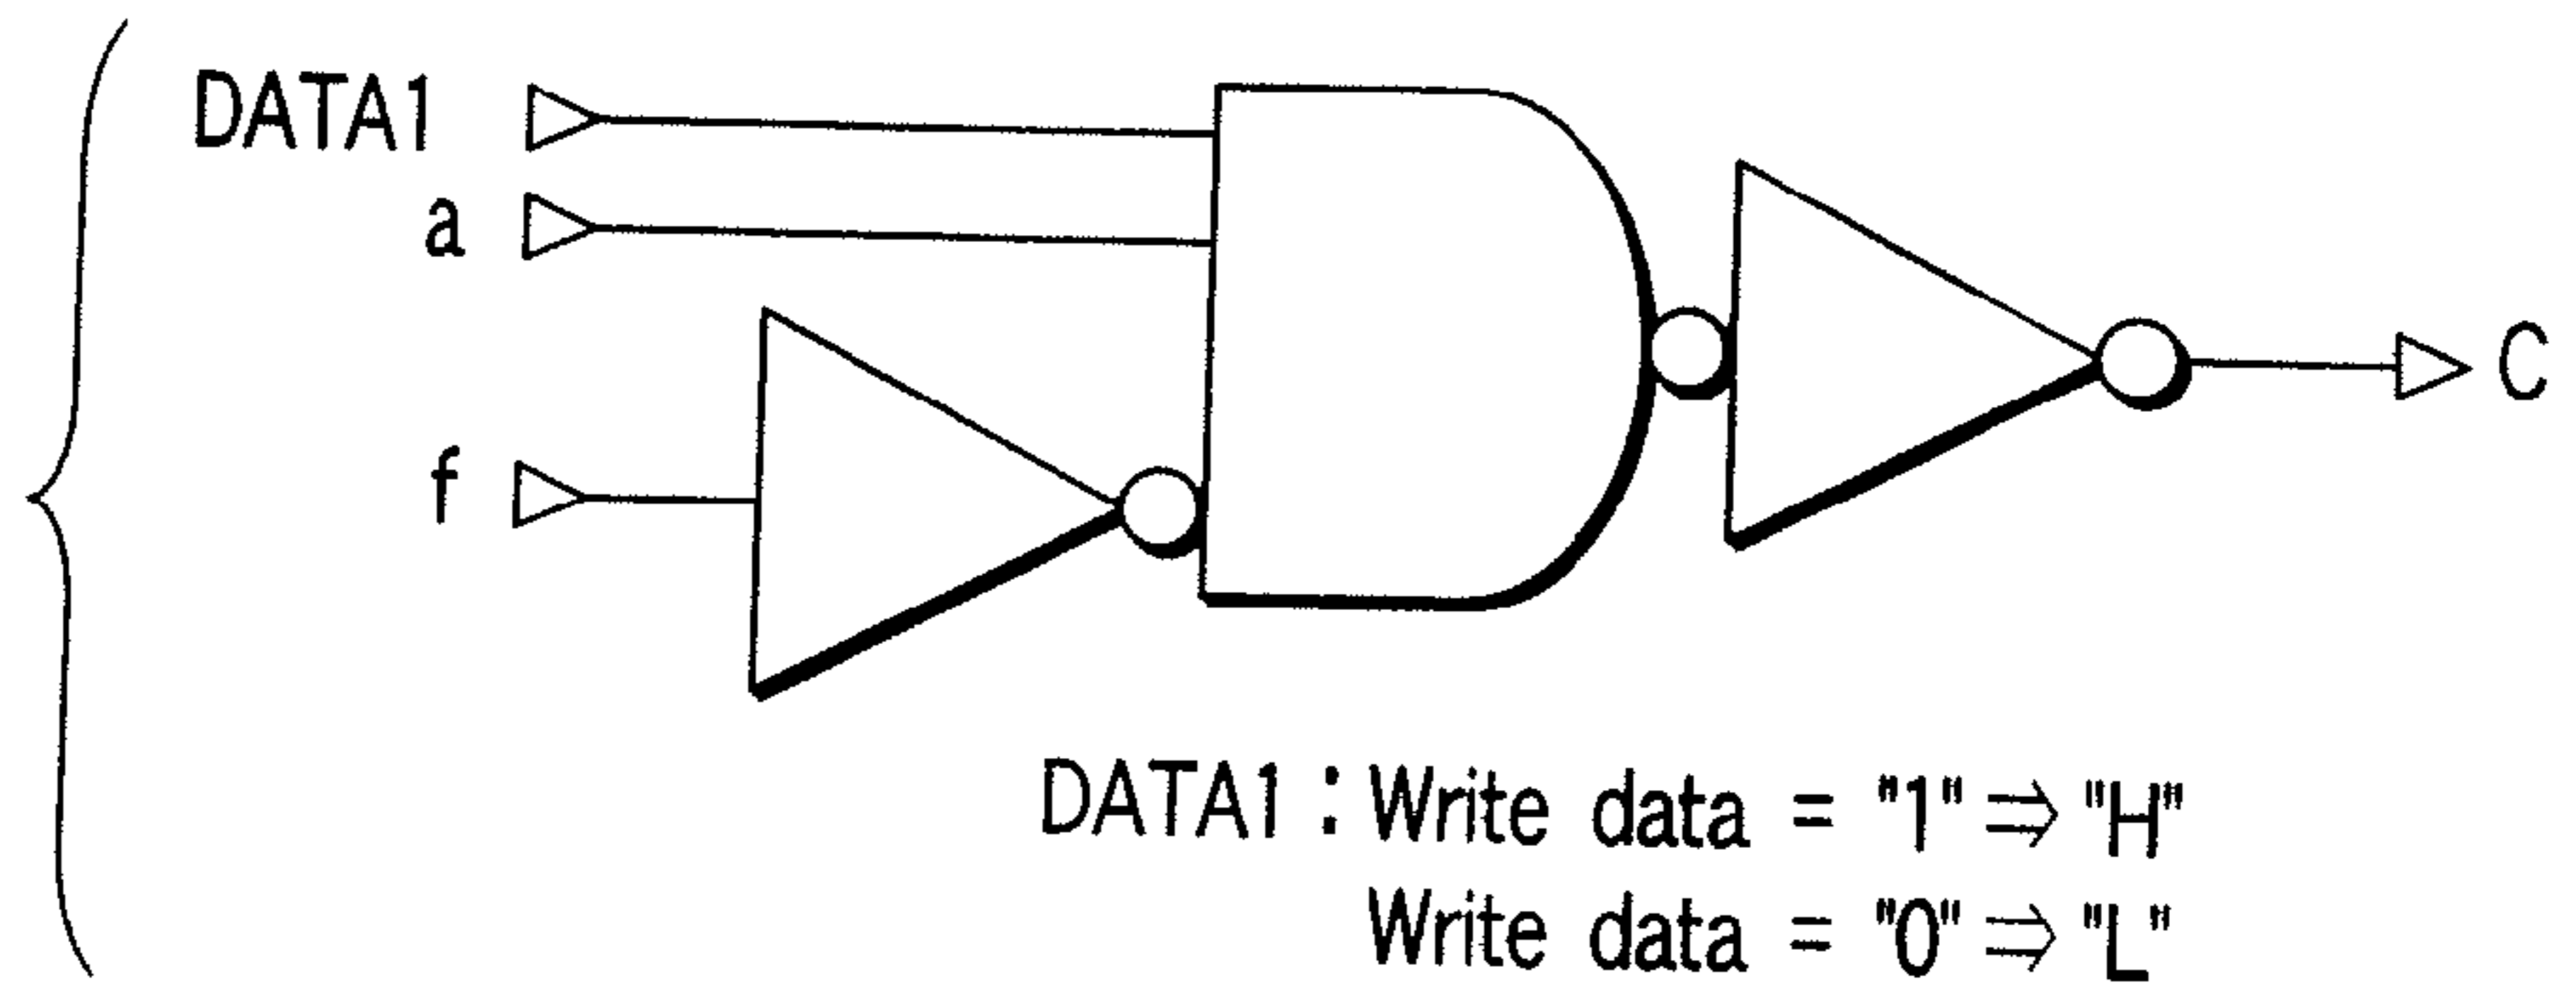 DATA1
a
f
C
DATA1 : Write data = "1" ⇒ "H"
Write data = "0" ⇒ "L"